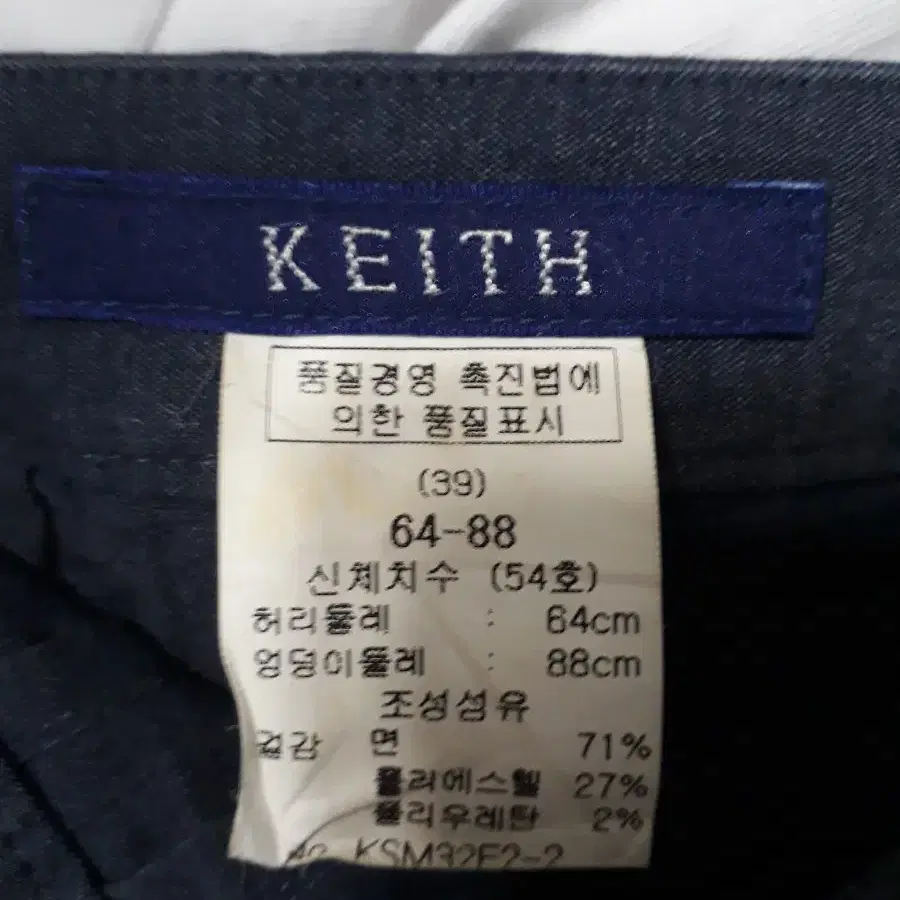 KEITH
품질경영 촉진법에
의한 품질표시
(39)
64-88
신체치수 (54호)
허리둘레 : 64cm
엉덩이둘레 : 88cm
조성섬유
겉감 면 71%
폴리에스텔 27%
폴리우레탄 2%
KSM32F2-2